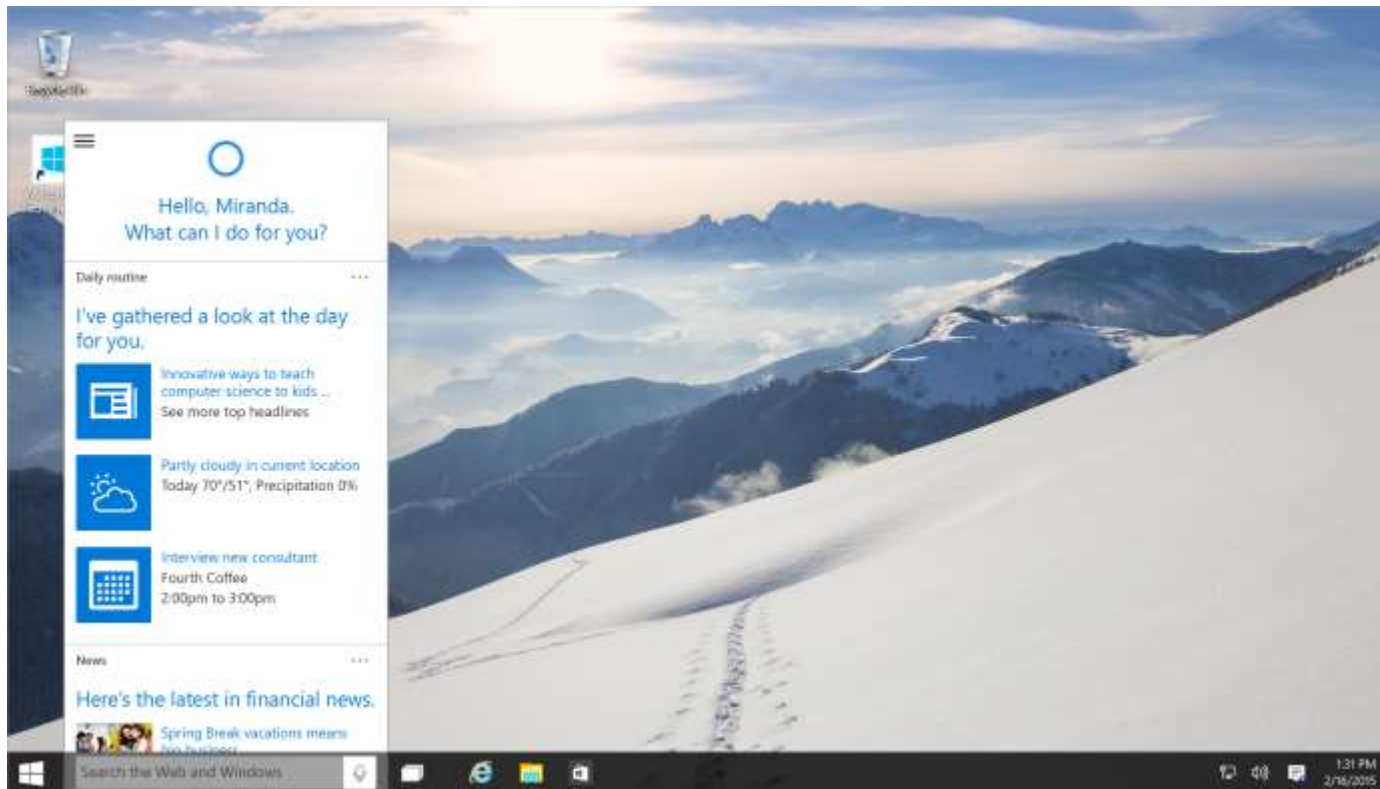 Hello, Miranda.
What can I do for you?
Daily routine
I've gathered a look at the day
for you.
Innovative ways to teach
computer science to kids ...
See more top headlines
Partly cloudy in current location
Today 70°/51°, Precipitation 0%
Interview new consultant
Fourth Coffee
2:00pm to 3:00pm
News
Here's the latest in financial news.
Spring Break vacations means
big business
Search the Web and Windows
1:31 PM
2/16/2015